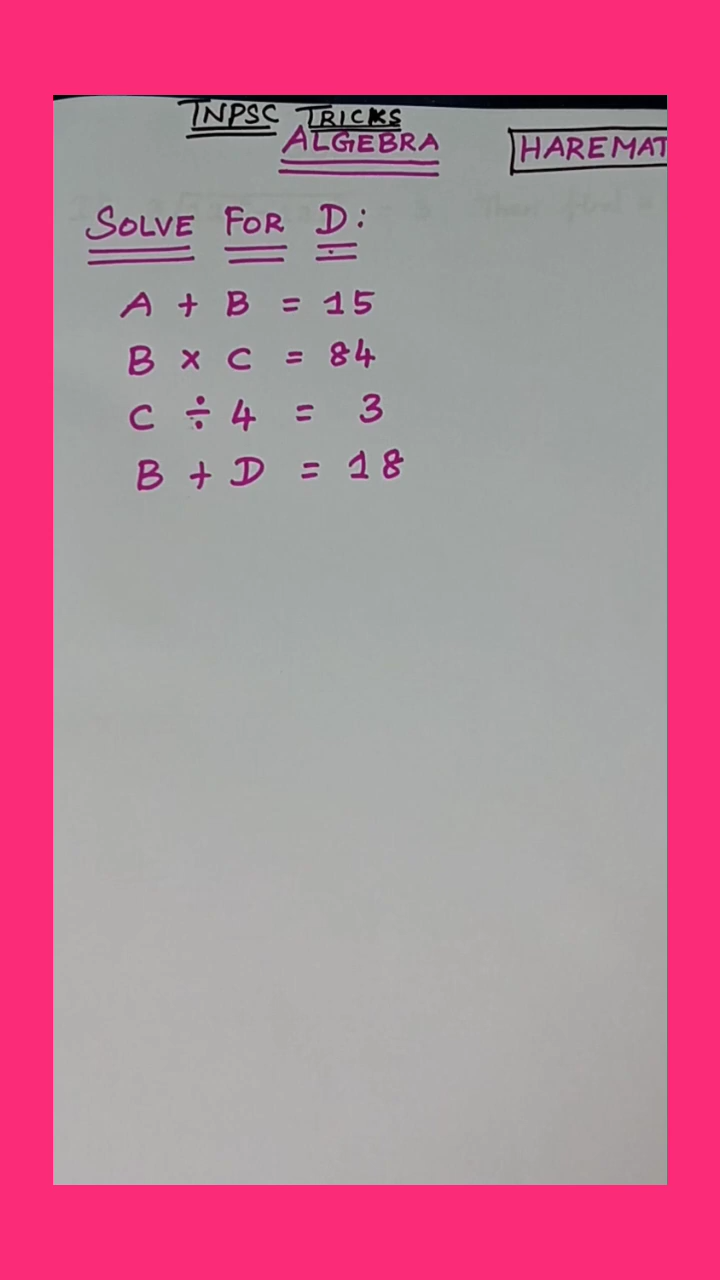 TNPSC TRICKS
ALGEBRA
HAREMAT
SOLVE FOR D:
A + B = 15
B × C = 84
C ÷ 4 = 3
B + D = 18